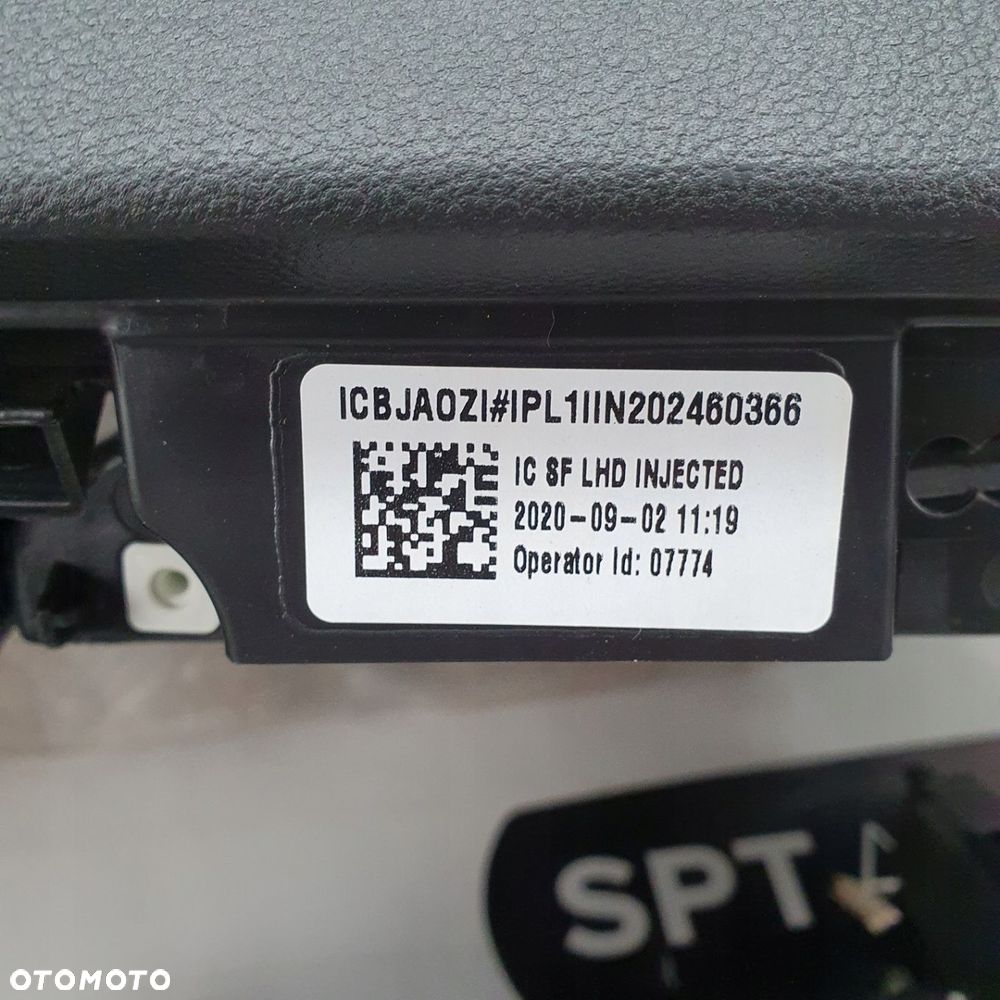 ICBJAOZI#IPL1IIN202460366
IC SF LHD INJECTED
2020-09-02 11:19
Operator Id: 07774
SPT
OTOMOTO